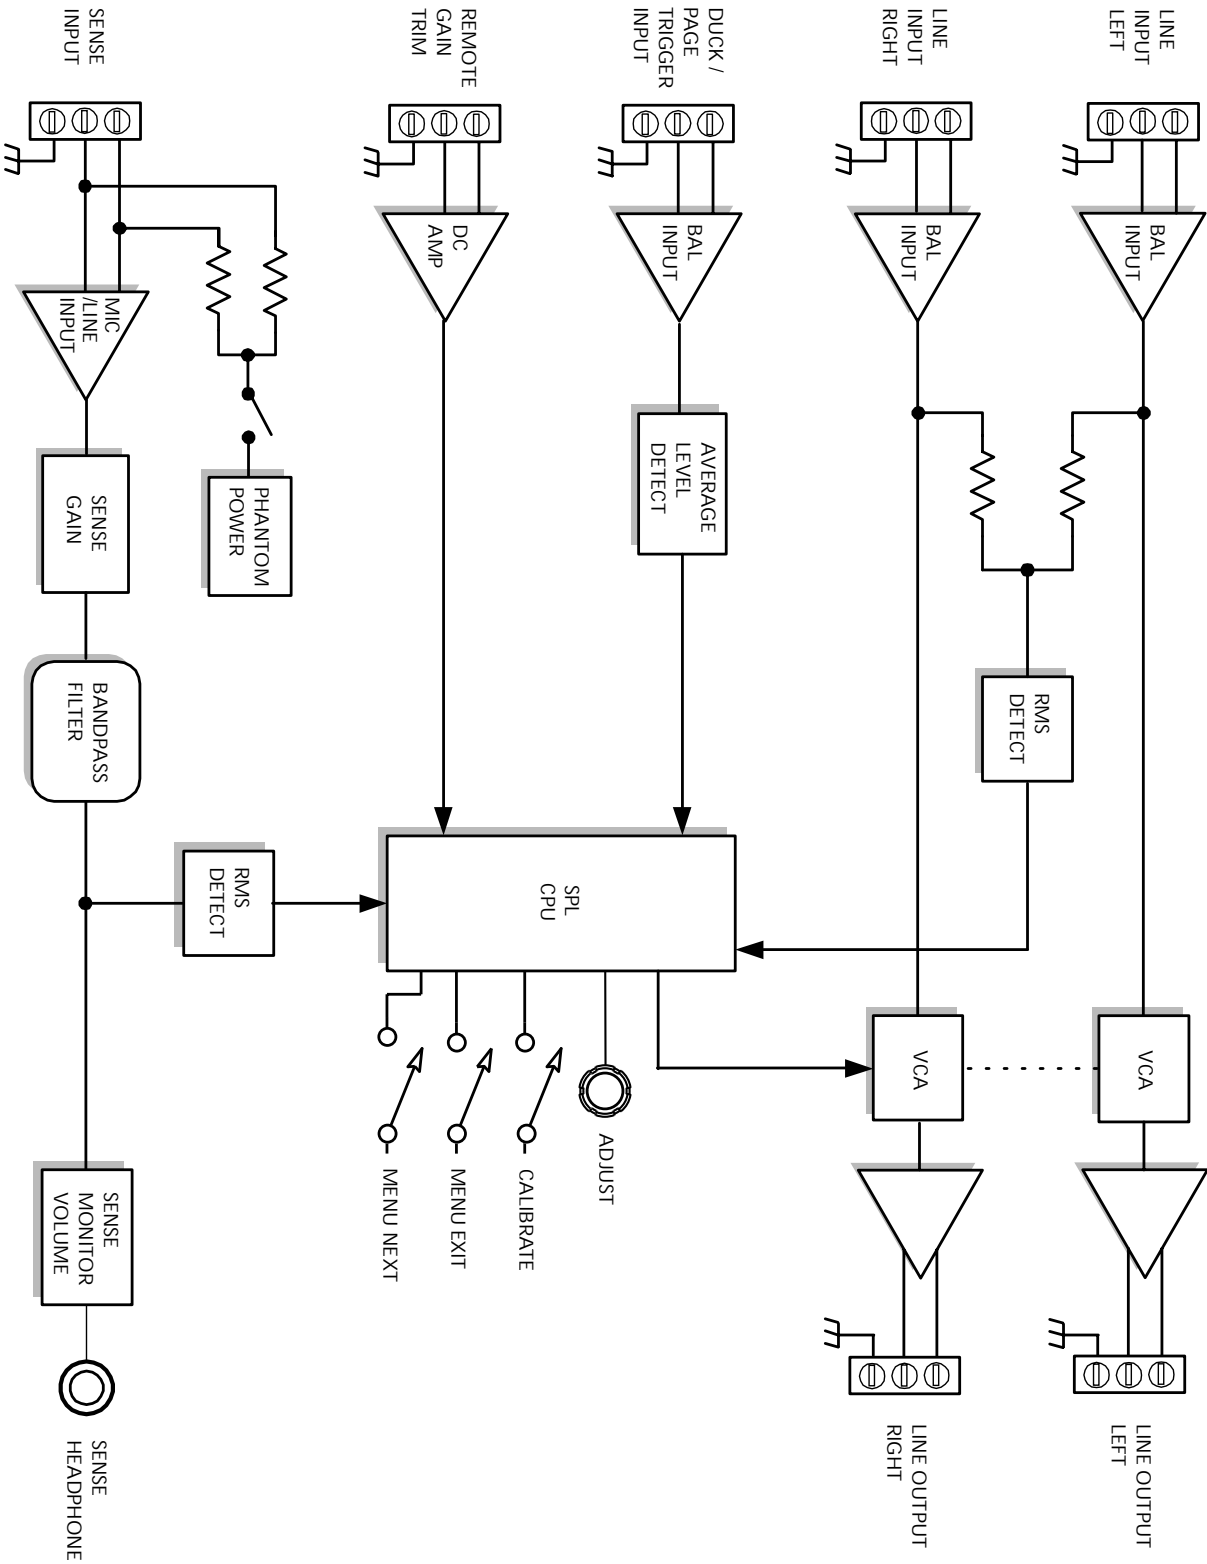 LINE
INPUT
LEFT
BAL
INPUT
VCA
LINE OUTPUT
LEFT
RMS
DETECT
LINE
INPUT
RIGHT
BAL
INPUT
VCA
LINE OUTPUT
RIGHT
DUCK /
PAGE
TRIGGER
INPUT
BAL
INPUT
AVERAGE
LEVEL
DETECT
SPL
CPU
ADJUST
CALIBRATE
MENU EXIT
MENU NEXT
REMOTE
GAIN
TRIM
DC
AMP
PHANTOM
POWER
RMS
DETECT
SENSE
INPUT
MIC
/LINE
INPUT
SENSE
GAIN
BANDPASS
FILTER
SENSE
MONITOR
VOLUME
SENSE
HEADPHONE